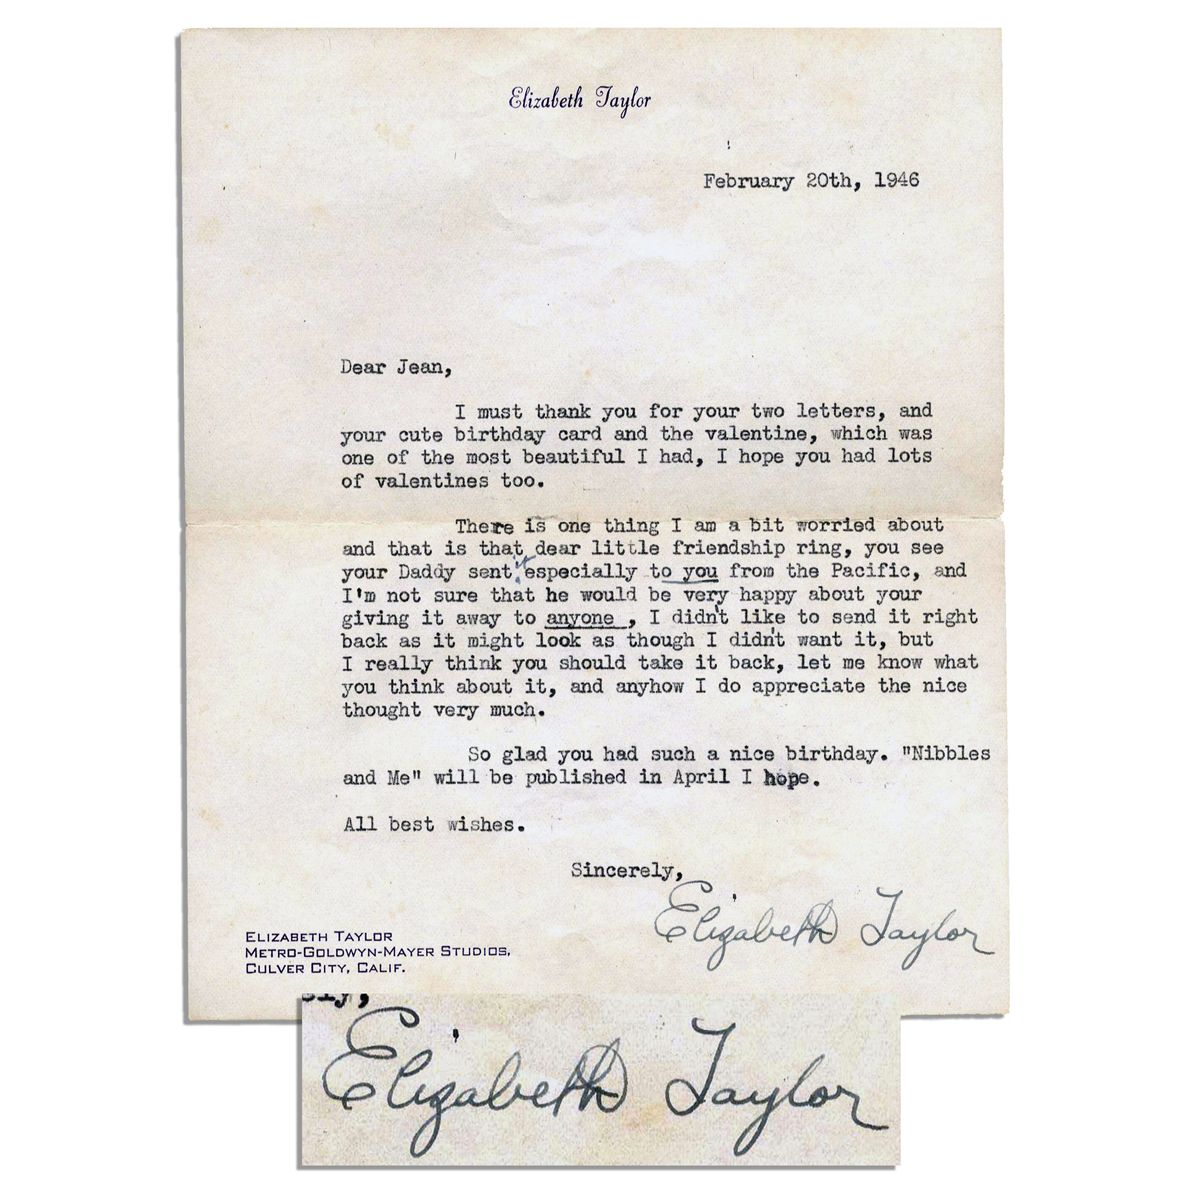 Elizabeth Taylor
February 20th, 1946
Dear Jean,
I must thank you for your two letters, and
your cute birthday card and the valentine, which was
one of the most beautiful I had, I hope you had lots
of valentines too.
There is one thing I am a bit worried about
and that is that dear little friendship ring, you see
your Daddy sent it especially to you from the Pacific, and
I'm not sure that he would be very happy about your
giving it away to anyone, I didn't like to send it right
back as it might look as though I didn't want it, but
I really think you should take it back, let me know what
you think about it, and anyhow I do appreciate the nice
thought very much.
So glad you had such a nice birthday. "Nibbles
and Me" will be published in April I hope.
All best wishes.
Sincerely,
Elizabeth Taylor
ELIZABETH TAYLOR
METRO-GOLDWYN-MAYER STUDIOS,
CULVER CITY, CALIF.
ely,
Elizabeth Taylor